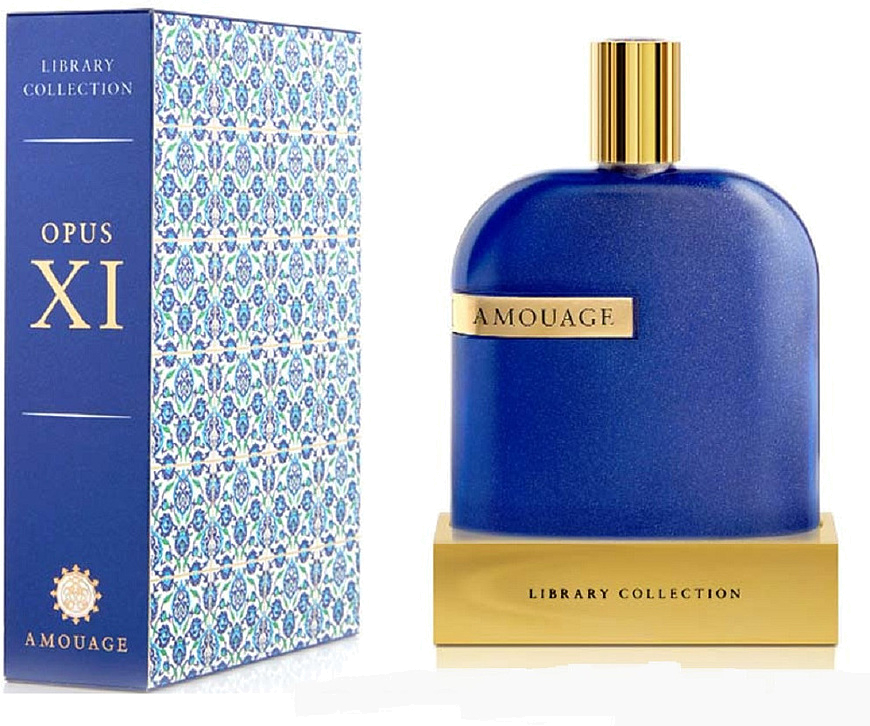 LIBRARY
COLLECTION
OPUS
XI
AMOUAGE
AMOUAGE
LIBRARY COLLECTION